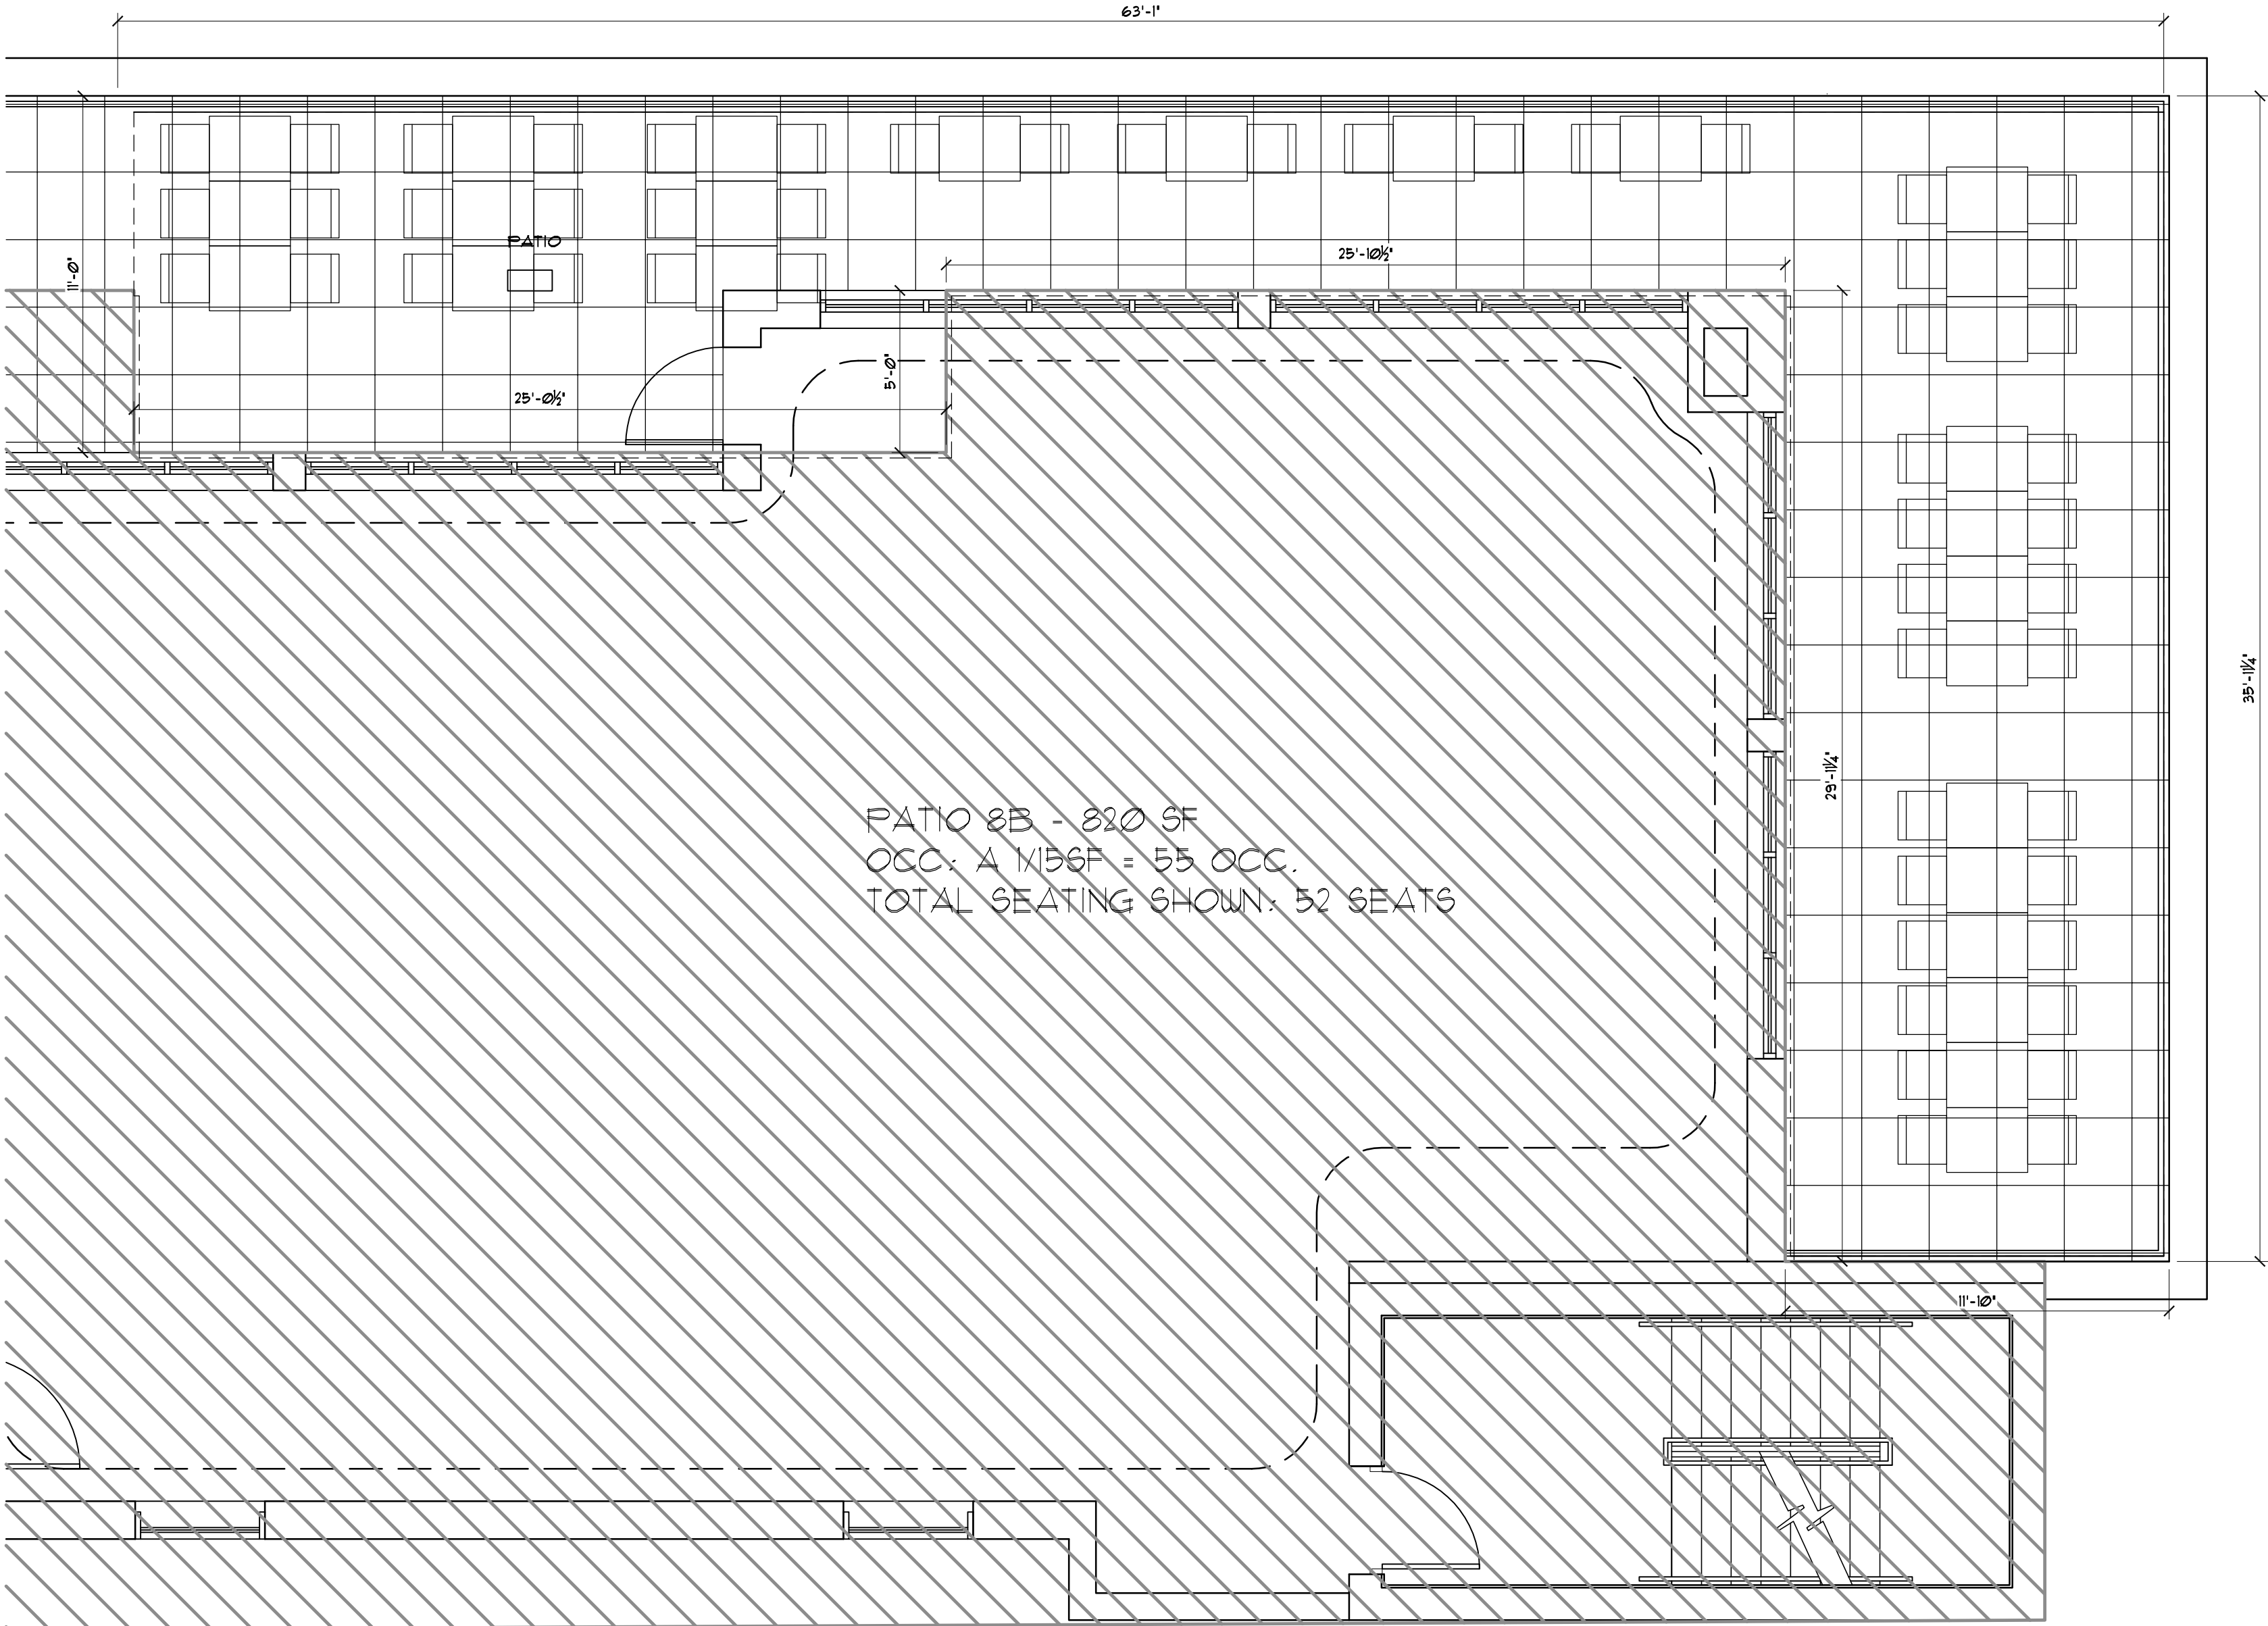 63'-1"
PATIO
25'-10½"
11'-0"
5'-0"
25'-0½"
35'-11¼"
29'-11¼"
PATIO 8B - 820 SF
OCC: A 1/15SF = 55 OCC.
TOTAL SEATING SHOWN: 52 SEATS
11'-10"